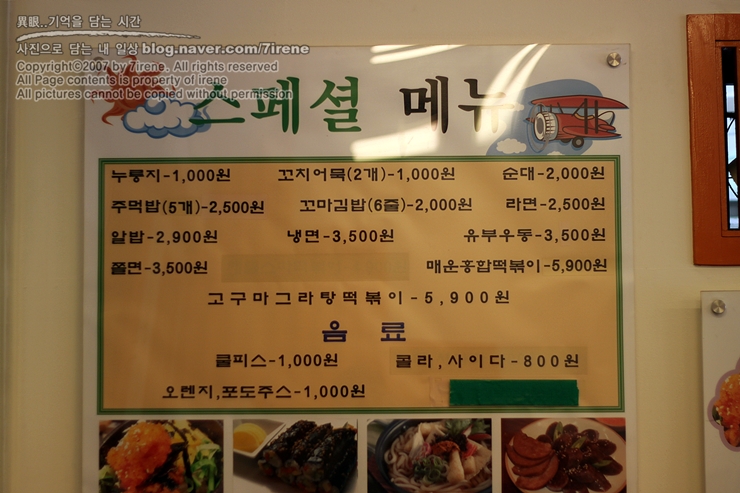 異眼..기억을 담는 시간
사진으로 담는 내 일상 blog.naver.com/7irene
Copyright©2007 by 7irene. All rights reserved
All Page contents is property of irene
All pictures cannot be copied without permission
스페셜 메뉴
누룽지-1,000원 꼬치어묵(2개)-1,000원 순대-2,000원
주먹밥(5개)-2,500원 꼬마김밥(6줄)-2,000원 라면-2,500원
알밥-2,900원 냉면-3,500원 유부우동-3,500원
쫄면-3,500원 매운홍합떡볶이-5,900원
고구마그라탕떡볶이-5,900원
음 료
쿨피스-1,000원 콜라,사이다-800원
오렌지,포도주스-1,000원